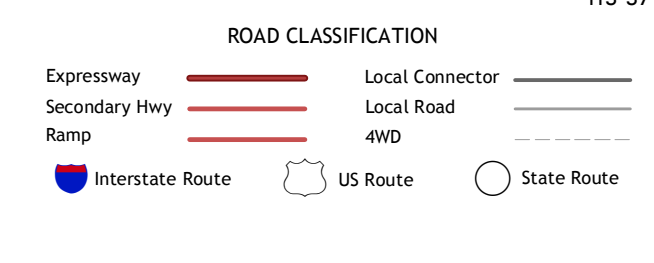 ROAD CLASSIFICATION
Expressway
Local Connector
Secondary Hwy
Local Road
Ramp
4WD
Interstate Route
US Route
State Route